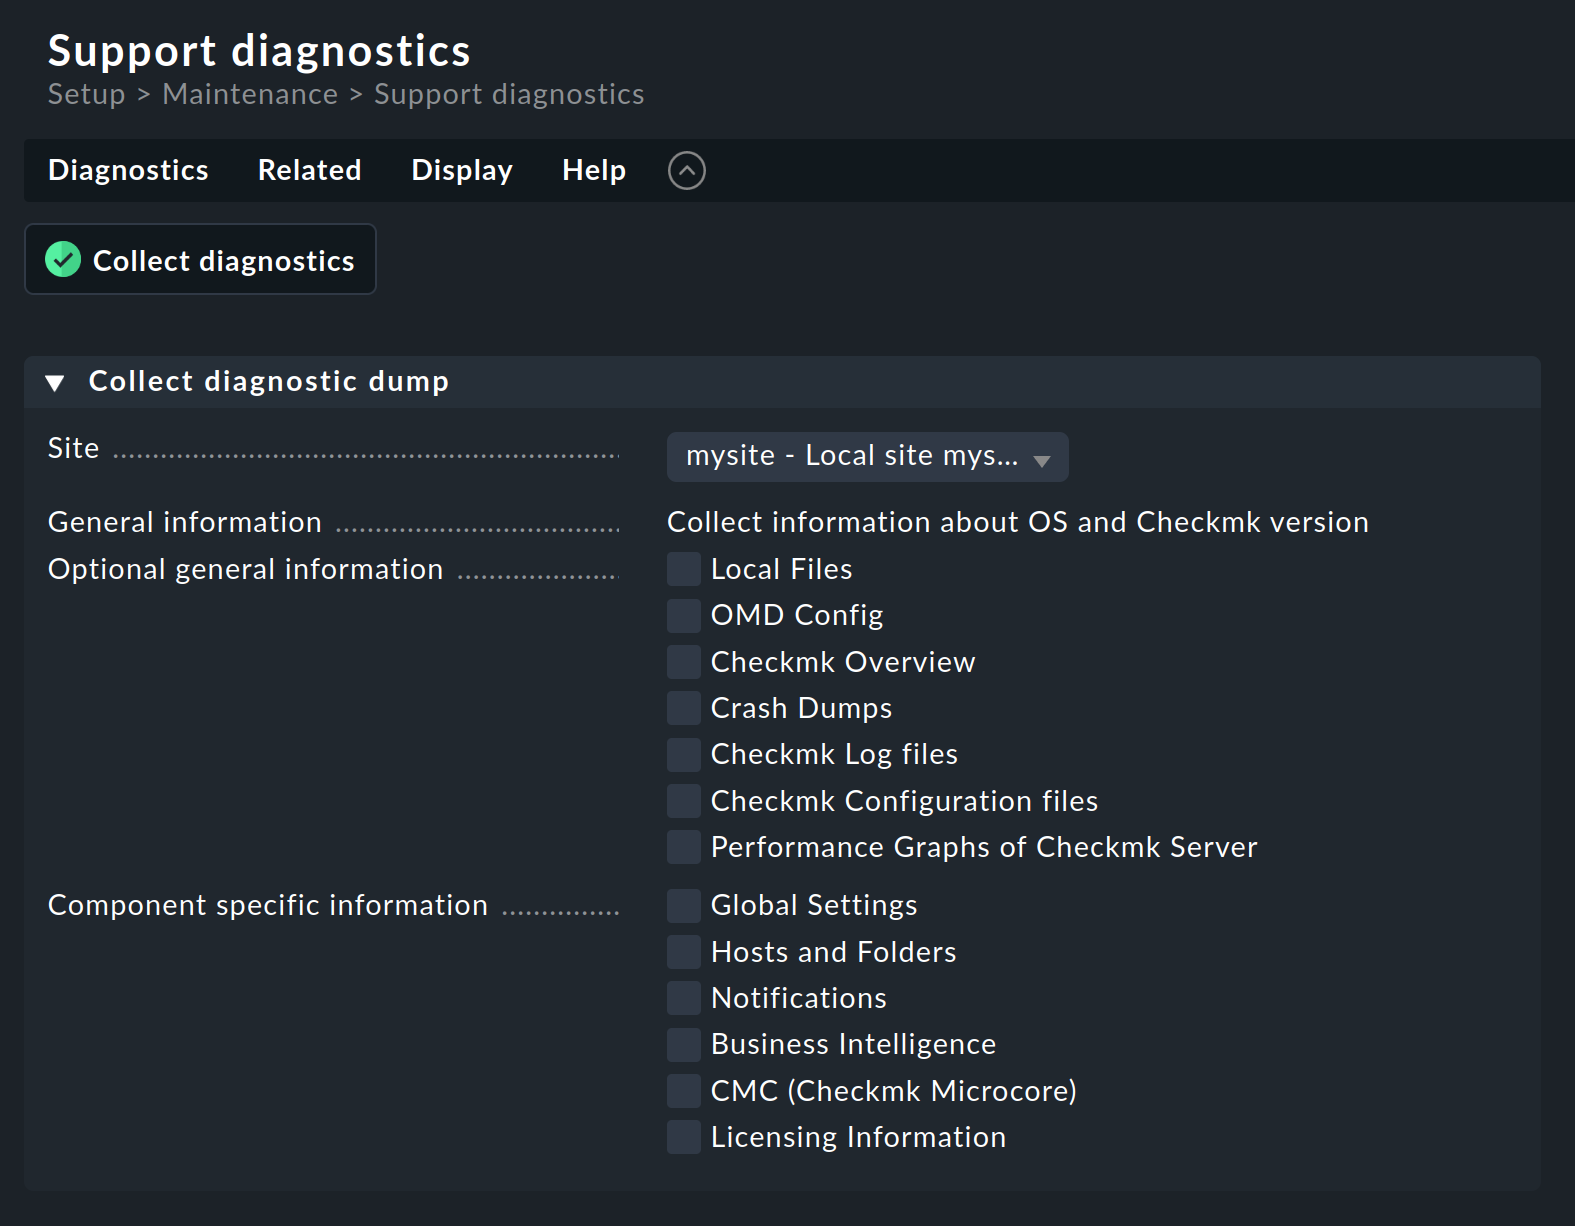 Support diagnostics
Setup > Maintenance > Support diagnostics
Diagnostics Related Display Help
Collect diagnostics
Collect diagnostic dump
Site mysite - Local site mys...
General information Collect information about OS and Checkmk version
Optional general information Local Files
OMD Config
Checkmk Overview
Crash Dumps
Checkmk Log files
Checkmk Configuration files
Performance Graphs of Checkmk Server
Component specific information Global Settings
Hosts and Folders
Notifications
Business Intelligence
CMC (Checkmk Microcore)
Licensing Information